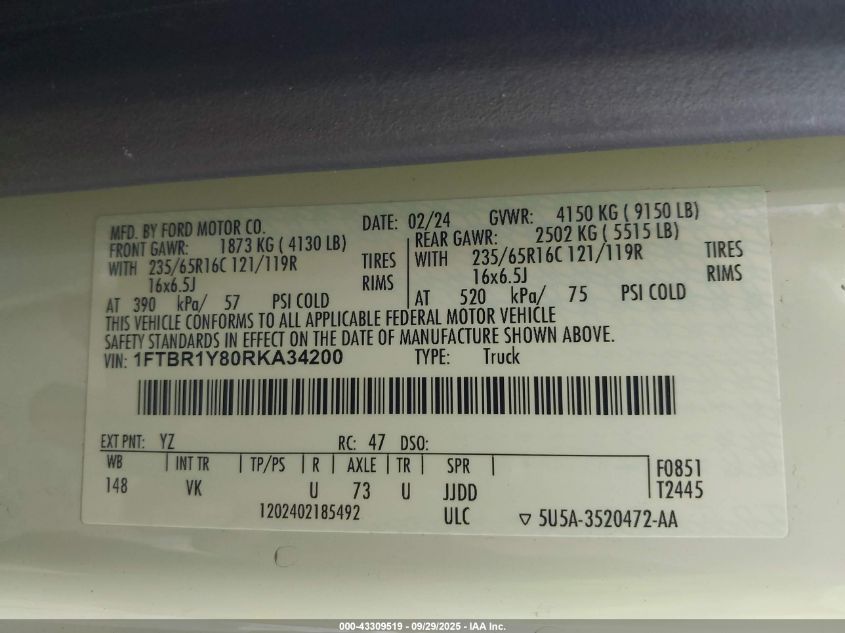 MFD. BY FORD MOTOR CO. DATE: 02/24 GVWR: 4150 KG ( 9150 LB)
FRONT GAWR: 1873 KG ( 4130 LB) REAR GAWR: 2502 KG ( 5515 LB)
WITH 235/65R16C 121/119R TIRES WITH 235/65R16C 121/119R TIRES
16x6.5J RIMS 16x6.5J RIMS
AT 390 kPa/ 57 PSI COLD AT 520 kPa/ 75 PSI COLD
THIS VEHICLE CONFORMS TO ALL APPLICABLE FEDERAL MOTOR VEHICLE
SAFETY STANDARDS IN EFFECT ON THE DATE OF MANUFACTURE SHOWN ABOVE.
VIN: 1FTBR1Y80RKA34200 TYPE: Truck
EXT PNT: YZ RC: 47 DSO:
WB INT TR TP/PS R AXLE TR SPR F0851
148 VK U 73 U JJDD T2445
1202402185492 ULC ▽ 5U5A-3520472-AA
000-43309519 - 09/29/2025 - IAA Inc.